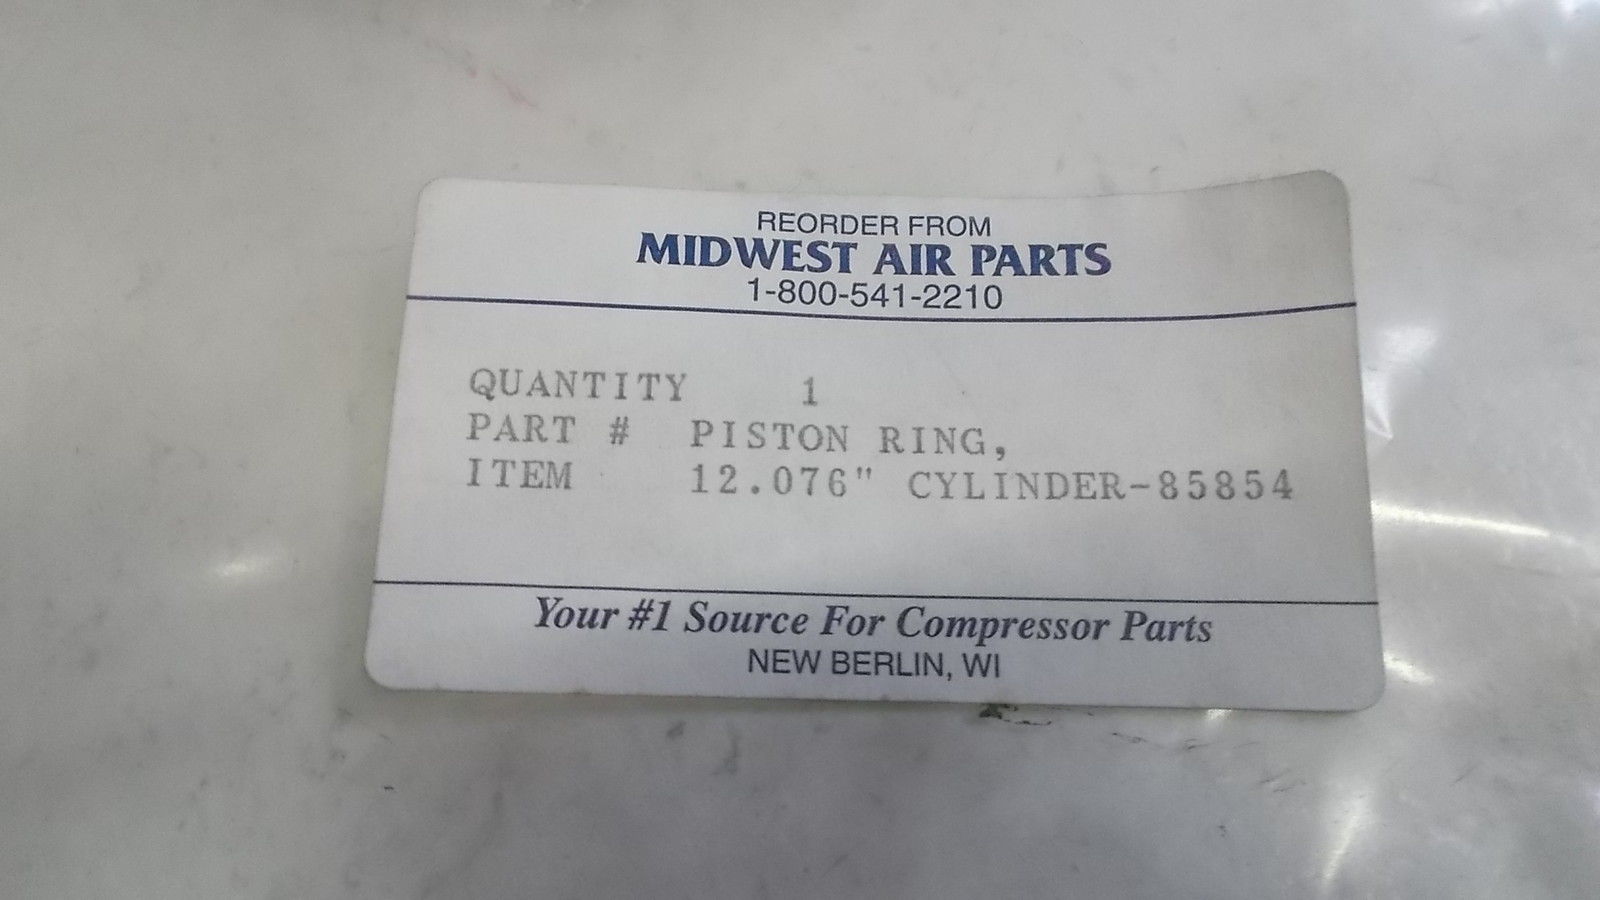 REORDER FROM
MIDWEST AIR PARTS
1-800-541-2210
QUANTITY 1
PART # PISTON RING,
ITEM 12.076" CYLINDER-85854
Your #1 Source For Compressor Parts
NEW BERLIN, WI